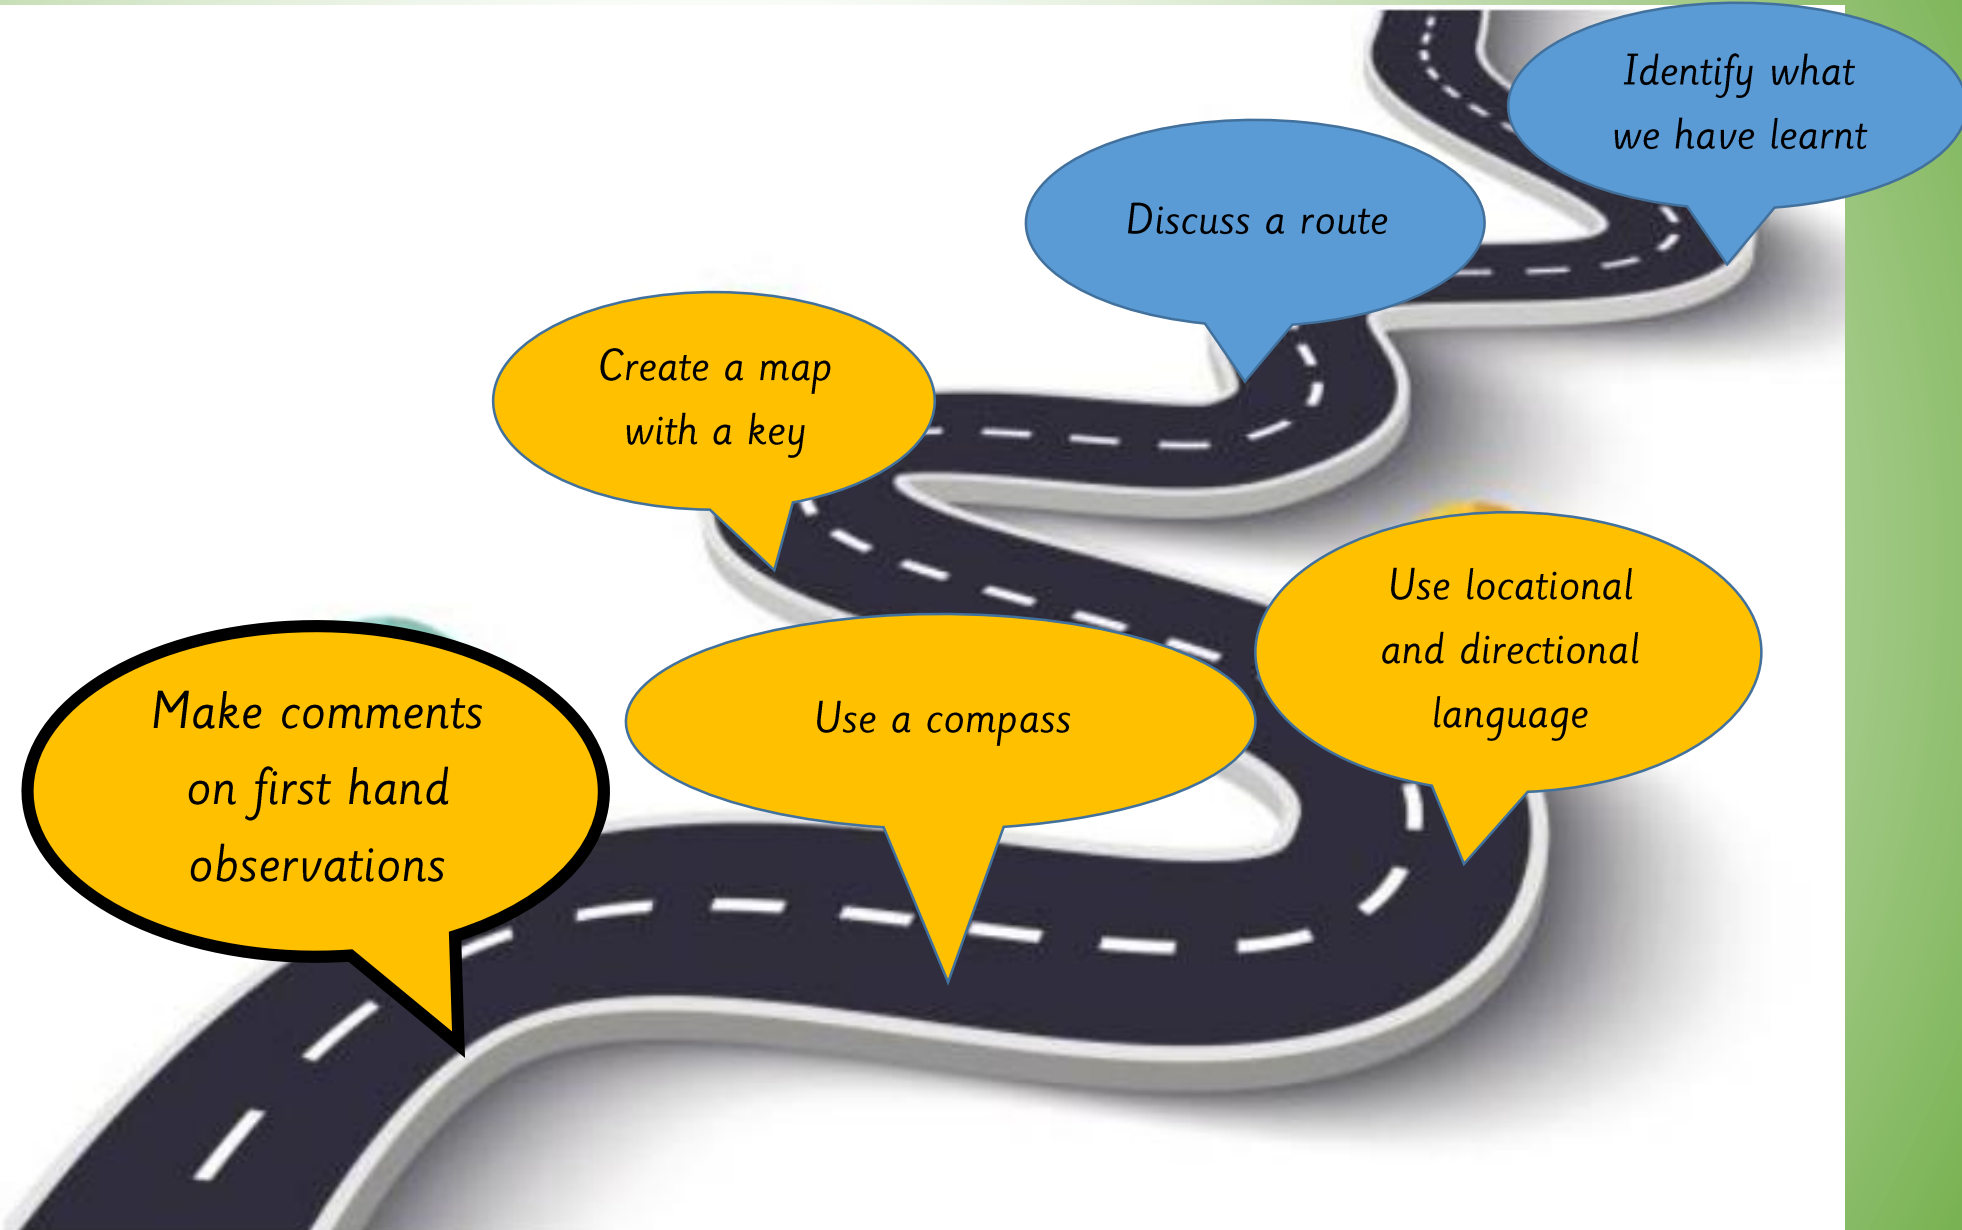 Identify what
we have learnt
Discuss a route
Create a map
with a key
Use locational
and directional
language
Use a compass
Make comments
on first hand
observations